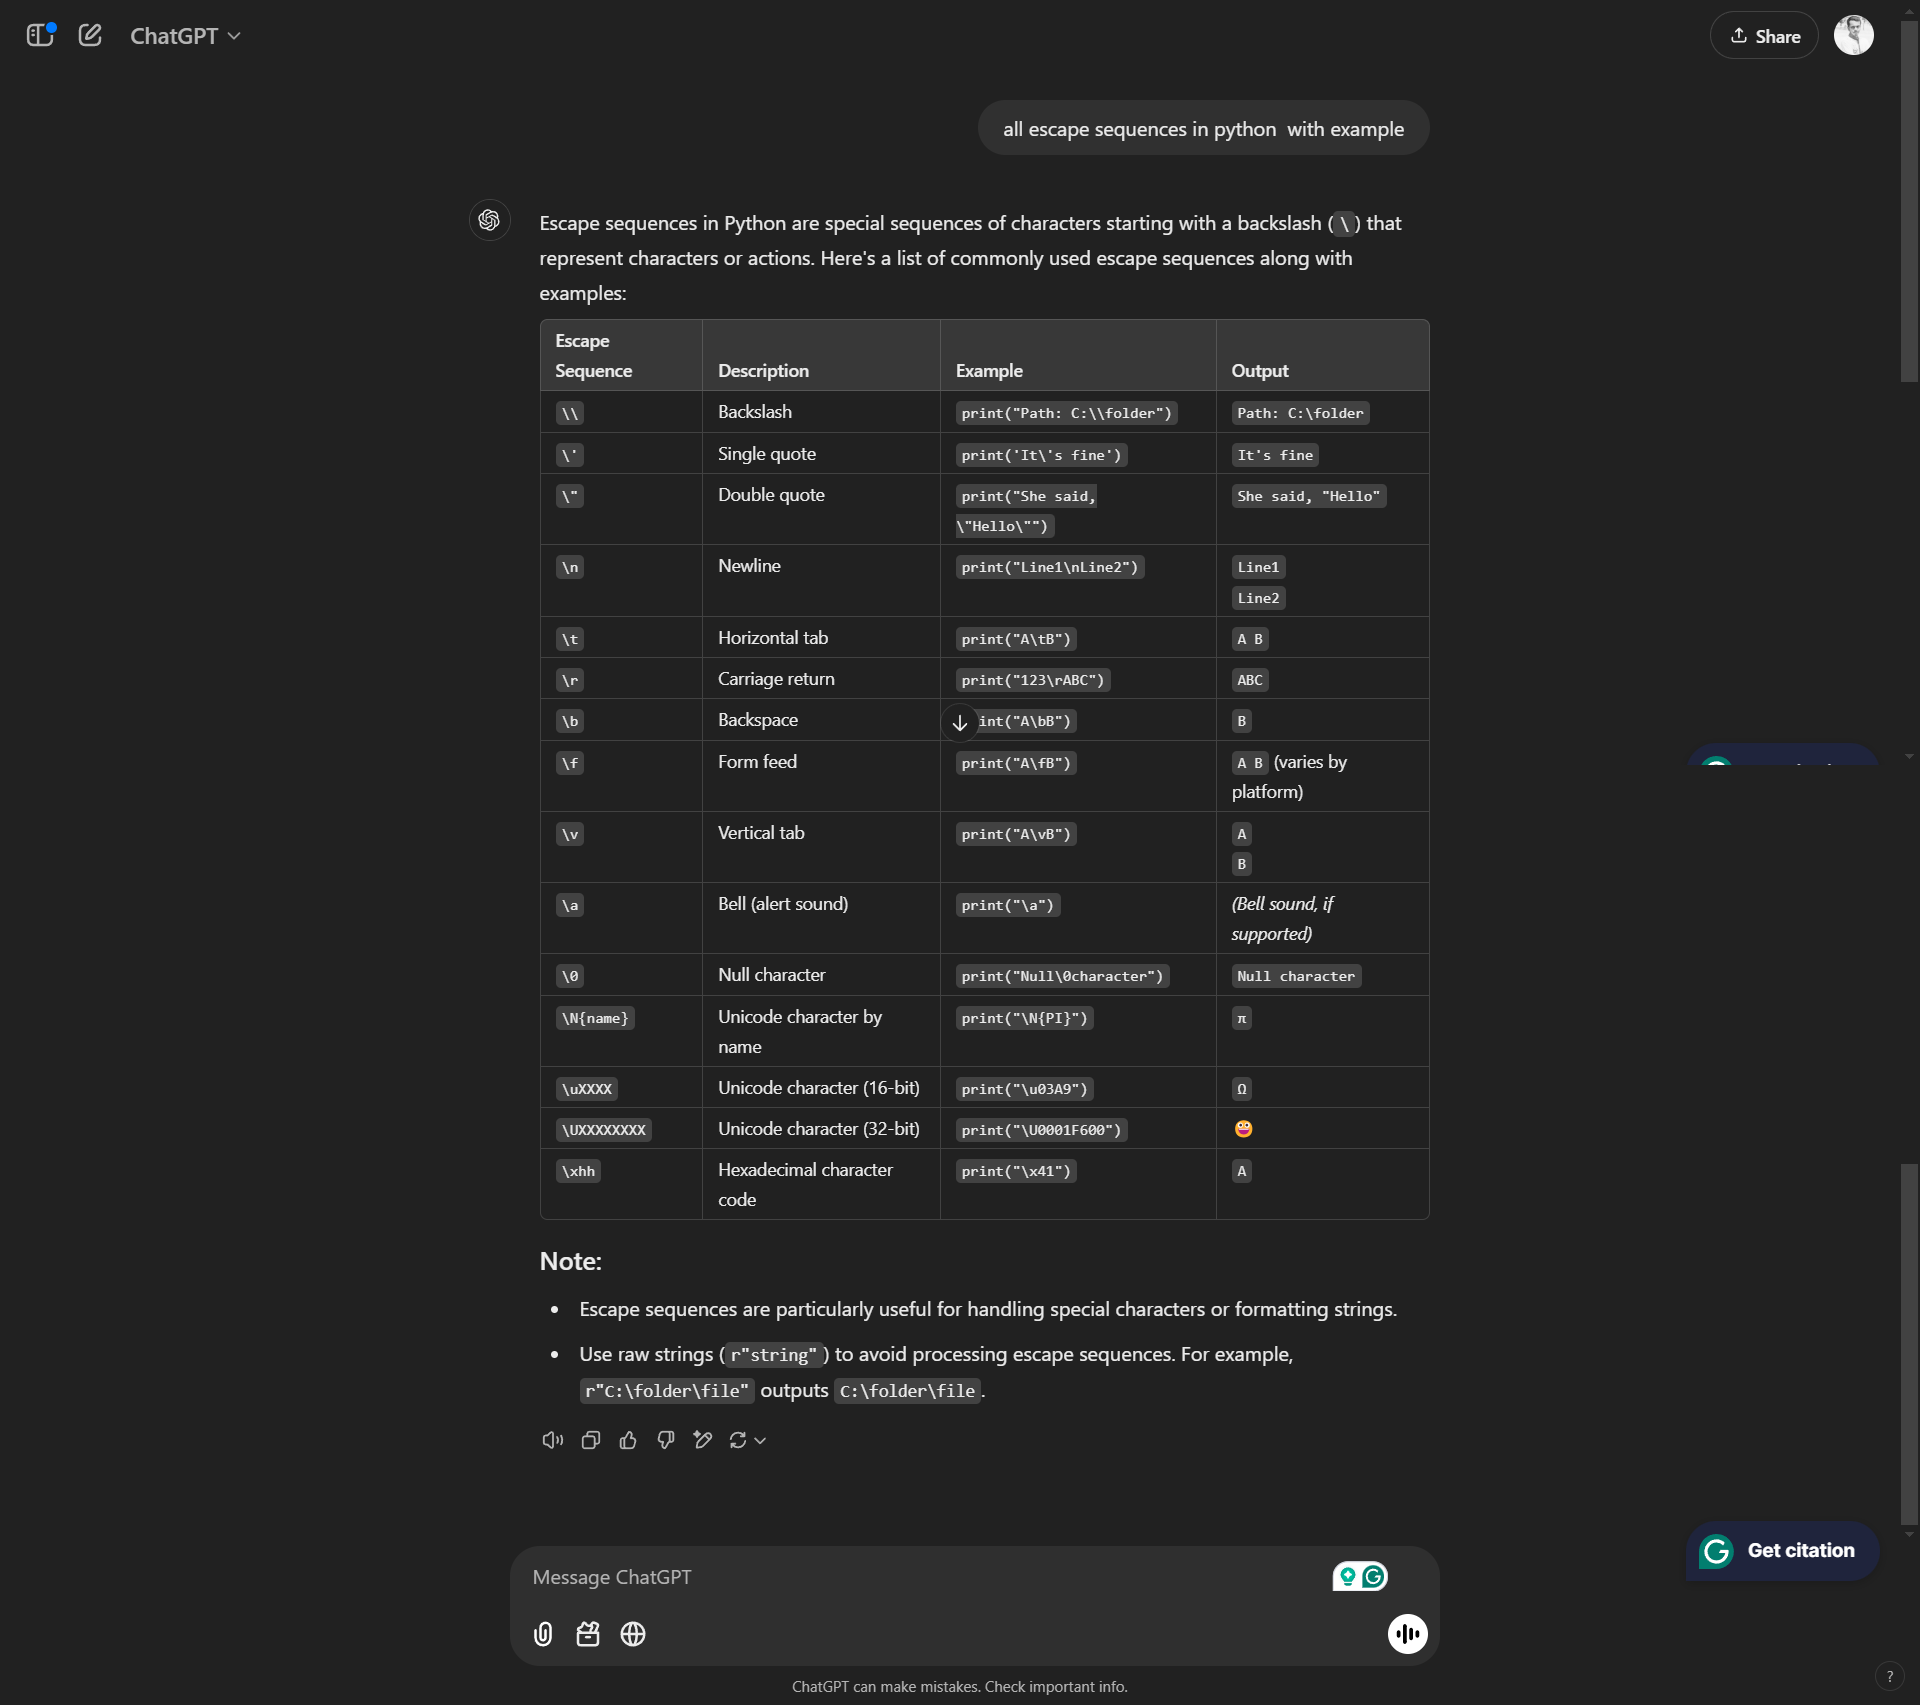 ChatGPT
Share
all escape sequences in python  with example
Escape sequences in Python are special sequences of characters starting with a backslash (\) that
represent characters or actions. Here's a list of commonly used escape sequences along with
examples:
Escape
Sequence Description Example Output
\\ Backslash print("Path: C:\\folder") Path: C:\folder
\' Single quote print('It\'s fine') It's fine
\" Double quote print("She said, She said, "Hello"
\"Hello\"")
\n Newline print("Line1\nLine2") Line1
Line2
\t Horizontal tab print("A\tB") A B
\r Carriage return print("123\rABC") ABC
\b Backspace int("A\bB") B
\f Form feed print("A\fB") A B (varies by
platform)
\v Vertical tab print("A\vB") A
B
\a Bell (alert sound) print("\a") (Bell sound, if
supported)
\0 Null character print("Null\0character") Null character
\N{name} Unicode character by print("\N{PI}") π
name
\uXXXX Unicode character (16-bit) print("\u03A9") Ω
\UXXXXXXXX Unicode character (32-bit) print("\U0001F600") 😀
\xhh Hexadecimal character print("\x41") A
code
Note:
• Escape sequences are particularly useful for handling special characters or formatting strings.
• Use raw strings (r"string") to avoid processing escape sequences. For example,
r"C:\folder\file" outputs C:\folder\file.
Get citation
Message ChatGPT
ChatGPT can make mistakes. Check important info.
?